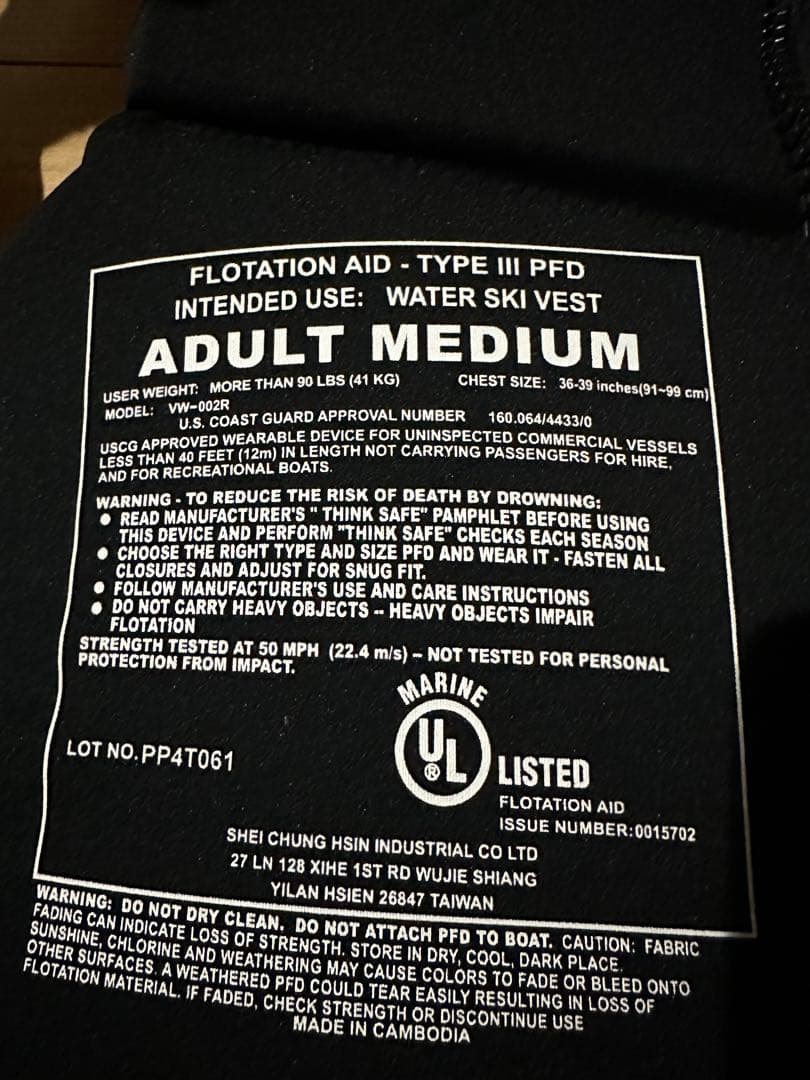 FLOTATION AID - TYPE III PFD
INTENDED USE: WATER SKI VEST
ADULT MEDIUM
USER WEIGHT: MORE THAN 90 LBS (41 KG) CHEST SIZE: 36-39 inches(91~99 cm)
MODEL: VW-002R
U.S. COAST GUARD APPROVAL NUMBER 160.064/4433/0
USCG APPROVED WEARABLE DEVICE FOR UNINSPECTED COMMERCIAL VESSELS
LESS THAN 40 FEET (12m) IN LENGTH NOT CARRYING PASSENGERS FOR HIRE,
AND FOR RECREATIONAL BOATS.
WARNING - TO REDUCE THE RISK OF DEATH BY DROWNING:
● READ MANUFACTURER'S " THINK SAFE" PAMPHLET BEFORE USING
THIS DEVICE AND PERFORM "THINK SAFE" CHECKS EACH SEASON
● CHOOSE THE RIGHT TYPE AND SIZE PFD AND WEAR IT - FASTEN ALL
CLOSURES AND ADJUST FOR SNUG FIT.
● FOLLOW MANUFACTURER'S USE AND CARE INSTRUCTIONS
● DO NOT CARRY HEAVY OBJECTS -- HEAVY OBJECTS IMPAIR
FLOTATION
STRENGTH TESTED AT 50 MPH (22.4 m/s) – NOT TESTED FOR PERSONAL
PROTECTION FROM IMPACT.
MARINE
UL® LISTED
LOT NO. PP4T061
FLOTATION AID
ISSUE NUMBER:0015702
SHEI CHUNG HSIN INDUSTRIAL CO LTD
27 LN 128 XIHE 1ST RD WUJIE SHIANG
YILAN HSIEN 26847 TAIWAN
WARNING: DO NOT DRY CLEAN. DO NOT ATTACH PFD TO BOAT. CAUTION: FABRIC
FADING CAN INDICATE LOSS OF STRENGTH. STORE IN DRY, COOL, DARK PLACE.
SUNSHINE, CHLORINE AND WEATHERING MAY CAUSE COLORS TO FADE OR BLEED ONTO
OTHER SURFACES. A WEATHERED PFD COULD TEAR EASILY RESULTING IN LOSS OF
FLOTATION MATERIAL. IF FADED, CHECK STRENGTH OR DISCONTINUE USE
MADE IN CAMBODIA